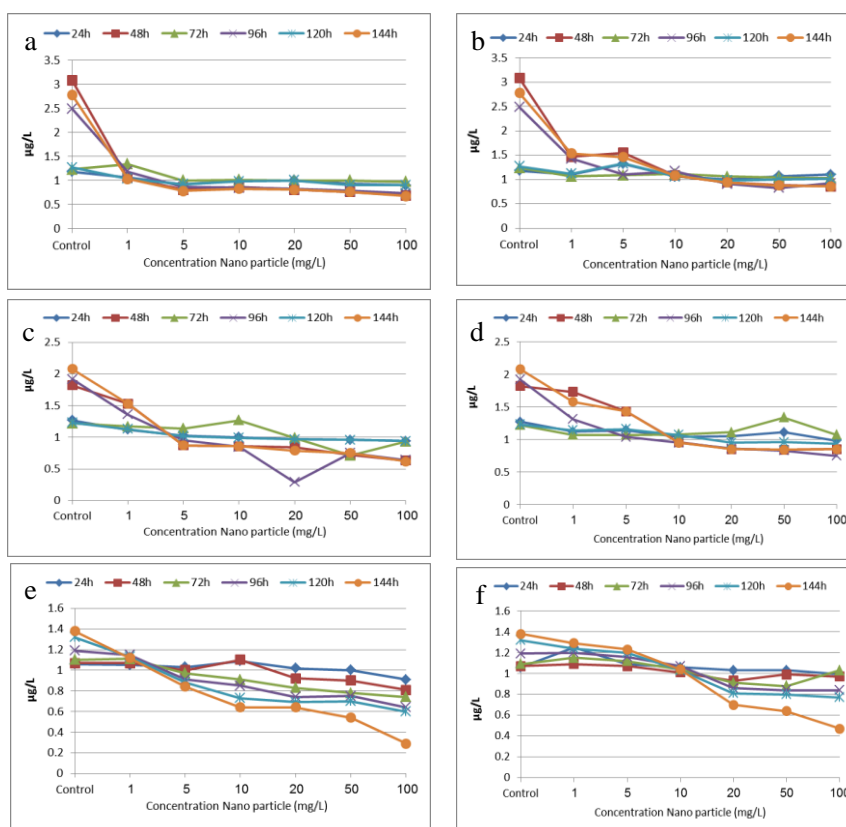 a
24h 48h 72h 96h 120h 144h
3.5
3
2.5
2
1.5
1
0.5
0
µg/L
Control 1 5 10 20 50 100
Concentration Nano particle (mg/L)
b
24h 48h 72h 96h 120h 144h
3.5
3
2.5
2
1.5
1
0.5
0
µg/L
Control 1 5 10 20 50 100
Concentration Nano particle (mg/L)
c
24h 48h 72h 96h 120h 144h
2.5
2
1.5
1
0.5
0
µg/L
Control 1 5 10 20 50 100
Concentration Nano particle (mg/L)
d
24h 48h 72h 96h 120h 144h
2.5
2
1.5
1
0.5
0
µg/L
Control 1 5 10 20 50 100
Concentration Nano particle (mg/L)
e
24h 48h 72h 96h 120h 144h
1.6
1.4
1.2
1
0.8
0.6
0.4
0.2
0
µg/L
Control 1 5 10 20 50 100
Concentration Nano particle (mg/L)
f
24h 48h 72h 96h 120h 144h
1.6
1.4
1.2
1
0.8
0.6
0.4
0.2
0
µg/L
Control 1 5 10 20 50 100
Concentration Nano particle (mg/L)